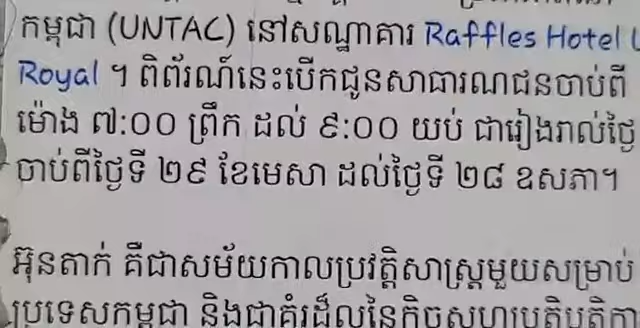 កម្ពុជា (UNTAC) នៅសណ្ឋាគារ Raffles Hotel
Royal ។ ពិព័រណ៍នេះបើកជូនសាធារណជនចាប់ពី
ម៉ោង ៧:០០ ព្រឹក ដល់ ៩:០០ យប់ ជារៀងរាល់ថ្ងៃ
ចាប់ពីថ្ងៃទី ២៩ ខែមេសា ដល់ថ្ងៃទី ២៨ ឧសភា។
អ៊ុនតាក់ គឺជាសម័យកាលប្រវត្តិសាស្ត្រមួយសម្រាប់
ប្រទេសកម្ពុជា និងជាគំរូដ៏ល្អនៃកិច្ចសហប្រតិបត្តិកា